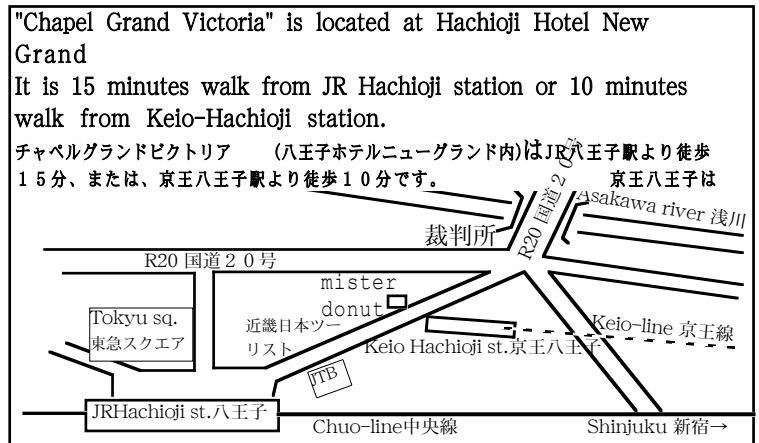 "Chapel Grand Victoria" is located at Hachioji Hotel New
Grand
It is 15 minutes walk from JR Hachioji station or 10 minutes
walk from Keio-Hachioji station.
チャペルグランドビクトリア (八王子ホテルニューグランド内)はJR八王子駅より徒歩
１５分、または、京王八王子駅より徒歩１０分です。 京王八王子は
R20 国道２０号
Asakawa river 浅川
裁判所
R20 国道２０号
mister
donut
Tokyu sq.
東急スクエア
近畿日本ツー
リスト
Keio-line 京王線
Keio Hachioji st.京王八王子
JTB
JRHachioji st.八王子
Chuo-line中央線
Shinjuku 新宿→